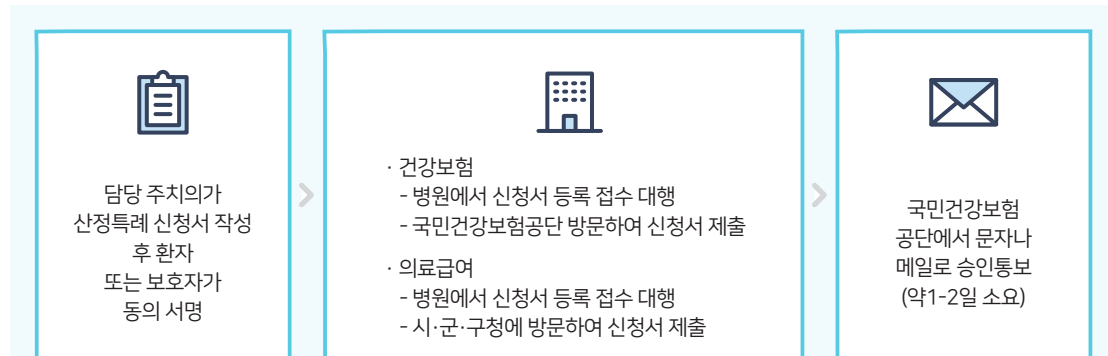 담당 주치의가
산정특례 신청서 작성
후 환자
또는 보호자가
동의 서명
· 건강보험
- 병원에서 신청서 등록 접수 대행
- 국민건강보험공단 방문하여 신청서 제출
· 의료급여
- 병원에서 신청서 등록 접수 대행
- 시·군·구청에 방문하여 신청서 제출
국민건강보험
공단에서 문자나
메일로 승인통보
(약1-2일 소요)